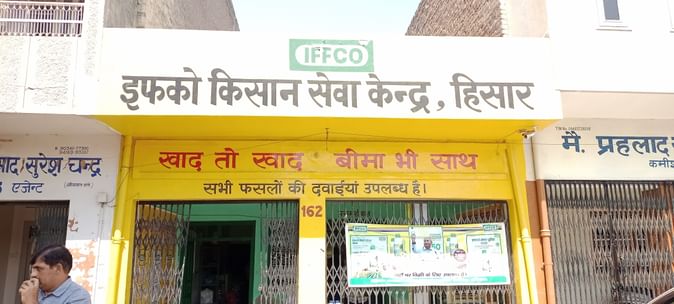 IFFCO
इफको किसान सेवा केन्द्र, हिसार
खाद तो खाद बीमा भी साथ
सभी फसलों की दवाईयां उपलब्ध है।
162
सुरेश चन्द्र
एजेन्ट
मै. प्रहलाद